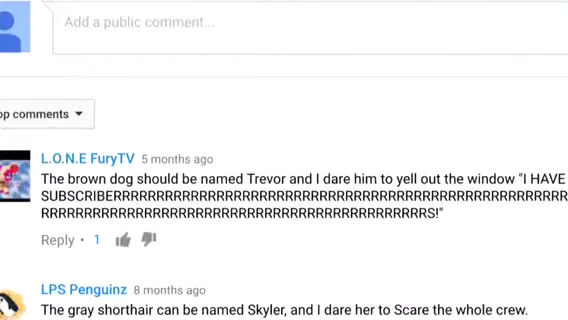 Add a public comment...
op comments
L.O.N.E FuryTV 5 months ago
The brown dog should be named Trevor and I dare him to yell out the window "I HAVE
SUBSCRIBERRRRRRRRRRRRRRRRRRRRRRRRRRRRRRRRRRRRRRRRRRRRRRRRRRR
RRRRRRRRRRRRRRRRRRRRRRRRRRRRRRRRRRRRRRRRRRRS!"
Reply • 1
LPS Penguinz 8 months ago
The gray shorthair can be named Skyler, and I dare her to Scare the whole crew.